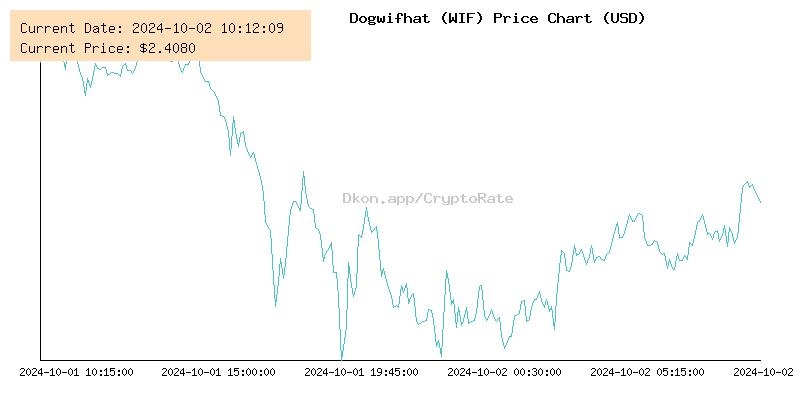 Dogwifhat (WIF) Price Chart (USD)
Current Date: 2024-10-02 10:12:09
Current Price: $2.4080
Dkon.app/CryptoRate
2024-10-01 10:15:00
2024-10-01 15:00:00
2024-10-01 19:45:00
2024-10-02 00:30:00
2024-10-02 05:15:00
2024-10-02